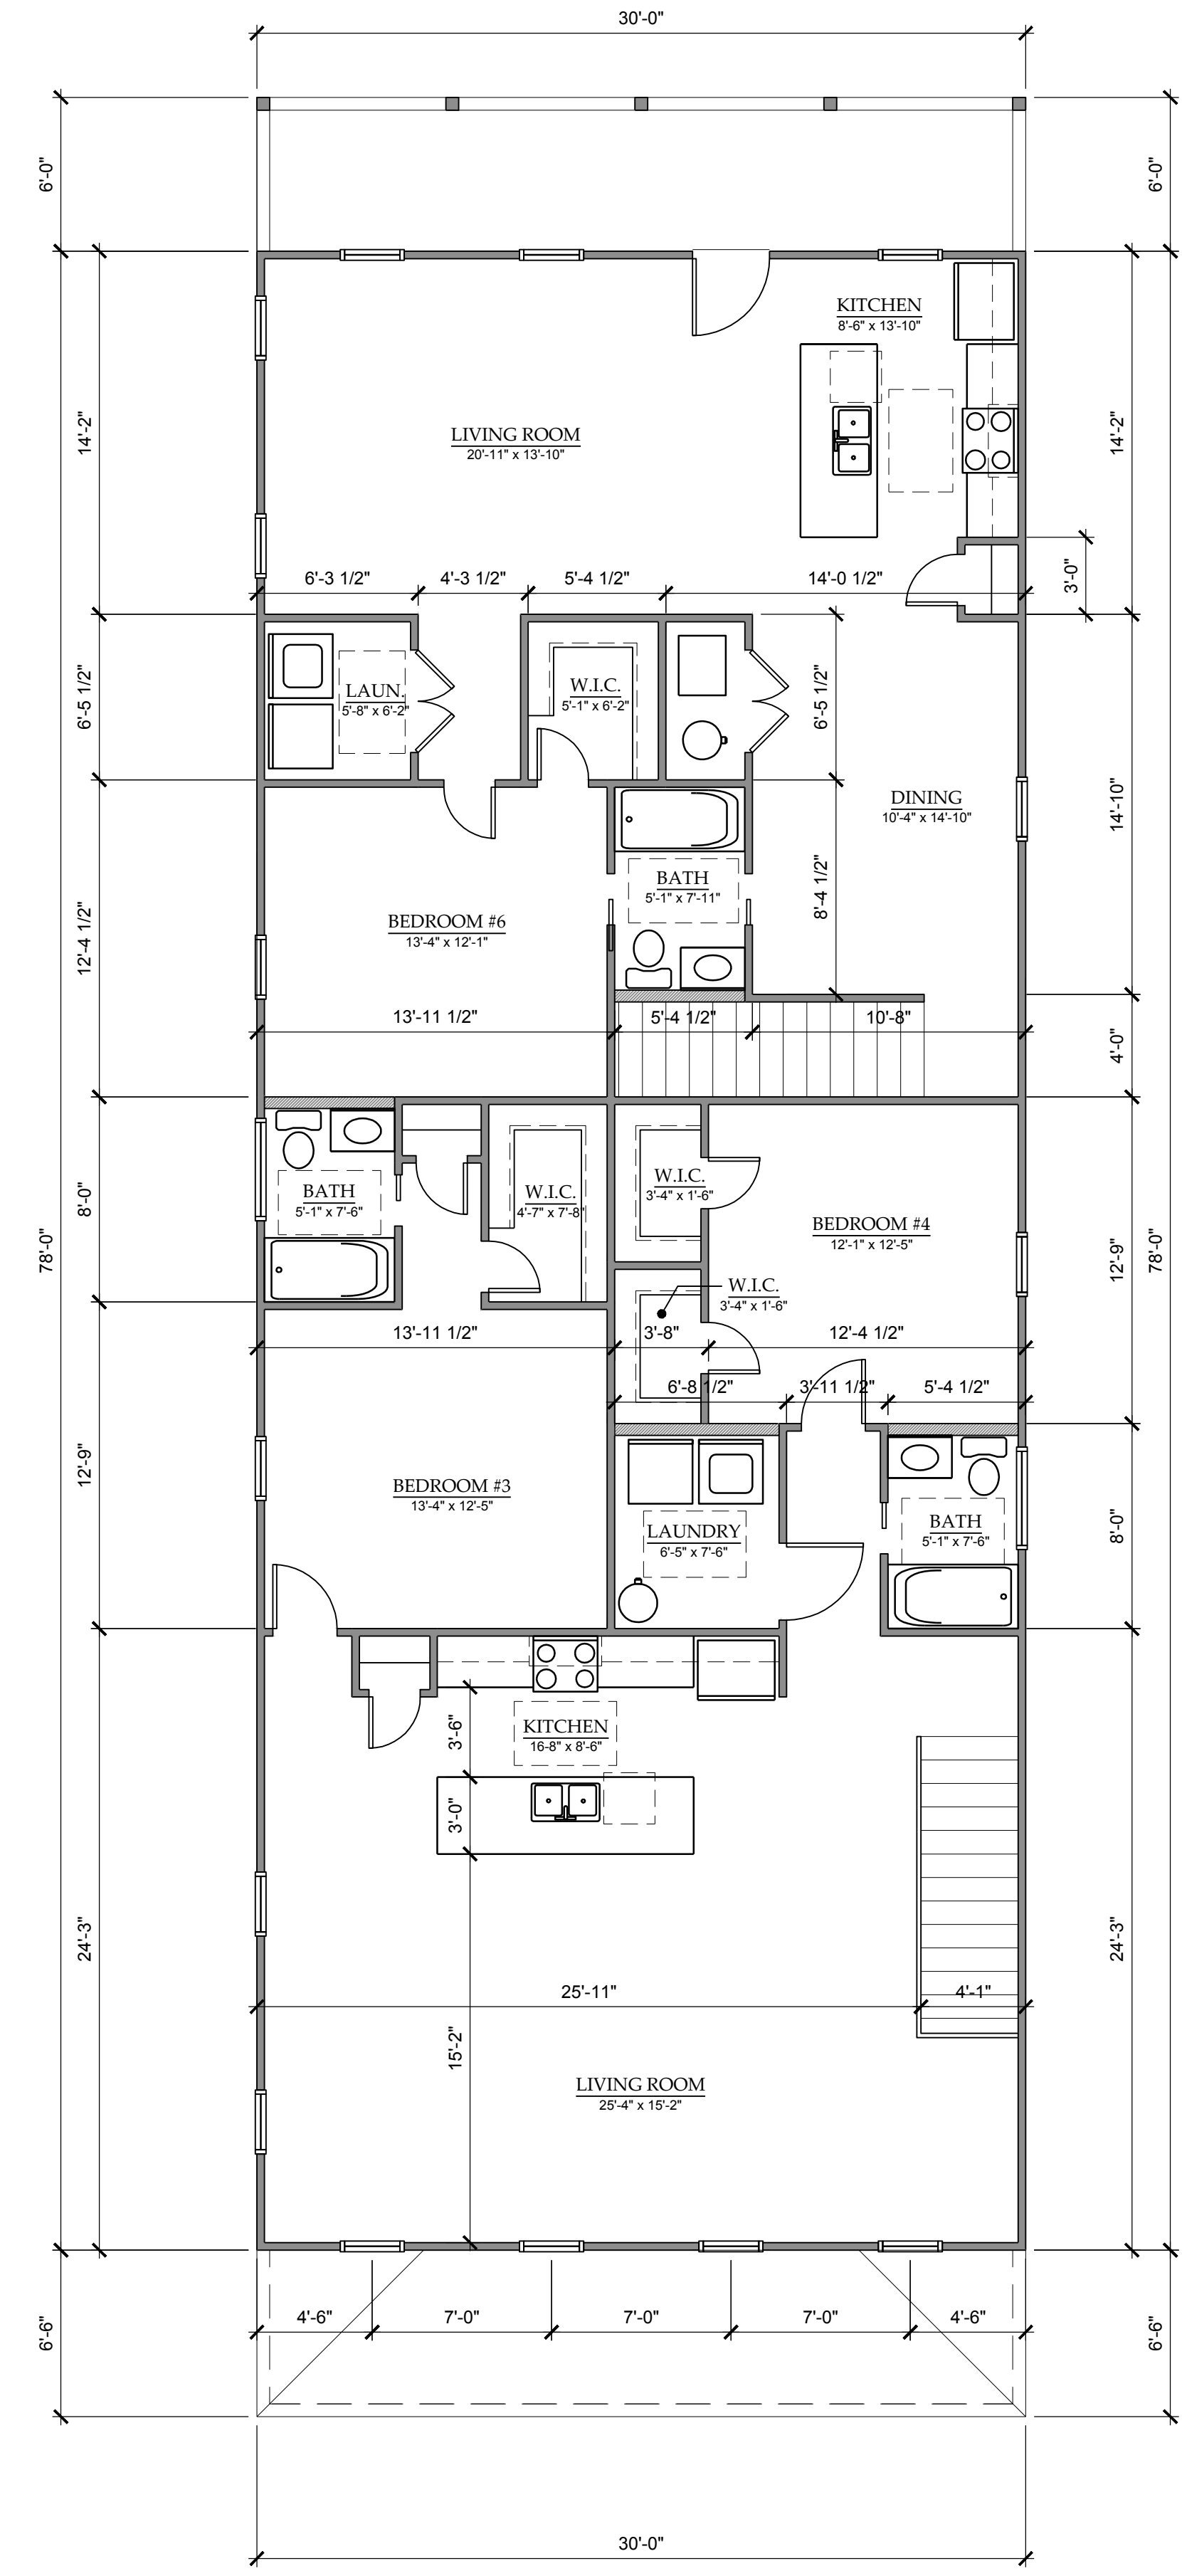 30'-0"
6'-0"
6'-0"
KITCHEN
8'-6" x 13'-10"
14'-2"
LIVING ROOM
20'-11" x 13'-10"
14'-2"
6'-3 1/2"
4'-3 1/2"
5'-4 1/2"
14'-0 1/2"
3'-0"
6'-5 1/2"
LAUN.
5'-8" x 6'-2"
W.I.C.
5'-1" x 6'-2"
6'-5 1/2"
DINING
10'-4" x 14'-10"
14'-10"
BATH
5'-1" x 7'-11"
8'-4 1/2"
12'-4 1/2"
BEDROOM #6
13'-4" x 12'-1"
13'-11 1/2"
5'-4 1/2"
10'-8"
4'-0"
78'-0"
8'-0"
BATH
5'-1" x 7'-6"
W.I.C.
4'-7" x 7'-8"
W.I.C.
3'-4" x 1'-6"
BEDROOM #4
12'-1" x 12'-5"
12'-9"
78'-0"
W.I.C.
3'-4" x 1'-6"
13'-11 1/2"
3'-8"
12'-4 1/2"
6'-8 1/2"
3'-11 1/2"
5'-4 1/2"
12'-9"
BEDROOM #3
13'-4" x 12'-5"
LAUNDRY
6'-5" x 7'-6"
BATH
5'-1" x 7'-6"
8'-0"
3'-6"
KITCHEN
16-8" x 8'-6"
3'-0"
24'-3"
24'-3"
25'-11"
4'-1"
15'-2"
LIVING ROOM
25'-4" x 15'-2"
6'-6"
4'-6"
7'-0"
7'-0"
7'-0"
4'-6"
6'-6"
30'-0"